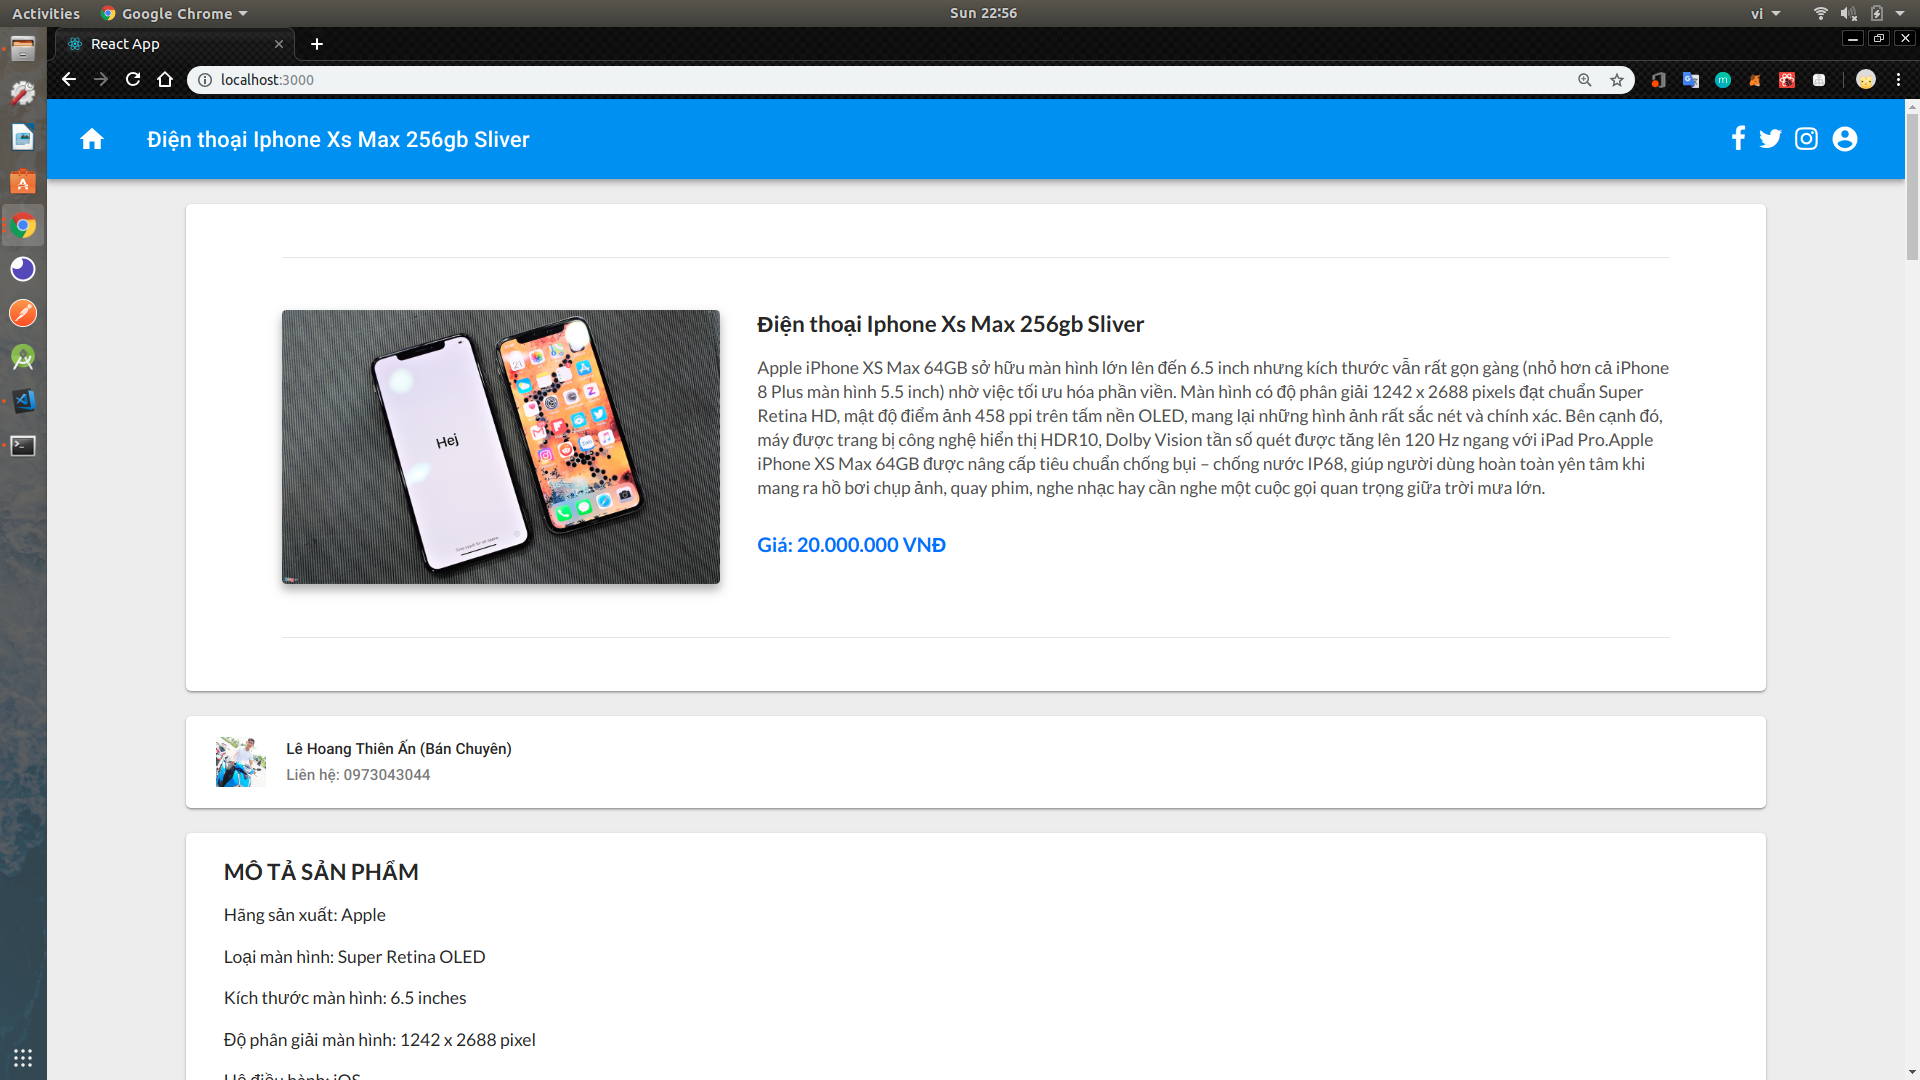 Activities
Google Chrome
Sun 22:56
vi
React App
localhost:3000
Điện thoại Iphone Xs Max 256gb Sliver
Hej
Điện thoại Iphone Xs Max 256gb Sliver
Apple iPhone XS Max 64GB sở hữu màn hình lớn lên đến 6.5 inch nhưng kích thước vẫn rất gọn gàng (nhỏ hơn cả iPhone
8 Plus màn hình 5.5 inch) nhờ việc tối ưu hóa phần viền. Màn hình có độ phân giải 1242 x 2688 pixels đạt chuẩn Super
Retina HD, mật độ điểm ảnh 458 ppi trên tấm nền OLED, mang lại những hình ảnh rất sắc nét và chính xác. Bên cạnh đó,
máy được trang bị công nghệ hiển thị HDR10, Dolby Vision tần số quét được tăng lên 120 Hz ngang với iPad Pro.Apple
iPhone XS Max 64GB được nâng cấp tiêu chuẩn chống bụi – chống nước IP68, giúp người dùng hoàn toàn yên tâm khi
mang ra hồ bơi chụp ảnh, quay phim, nghe nhạc hay cần nghe một cuộc gọi quan trọng giữa trời mưa lớn.
Giá: 20.000.000 VNĐ
Lê Hoang Thiên Ấn (Bán Chuyên)
Liên hệ: 0973043044
MÔ TẢ SẢN PHẨM
Hãng sản xuất: Apple
Loại màn hình: Super Retina OLED
Kích thước màn hình: 6.5 inches
Độ phân giải màn hình: 1242 x 2688 pixel
Hệ điều hành: iOS